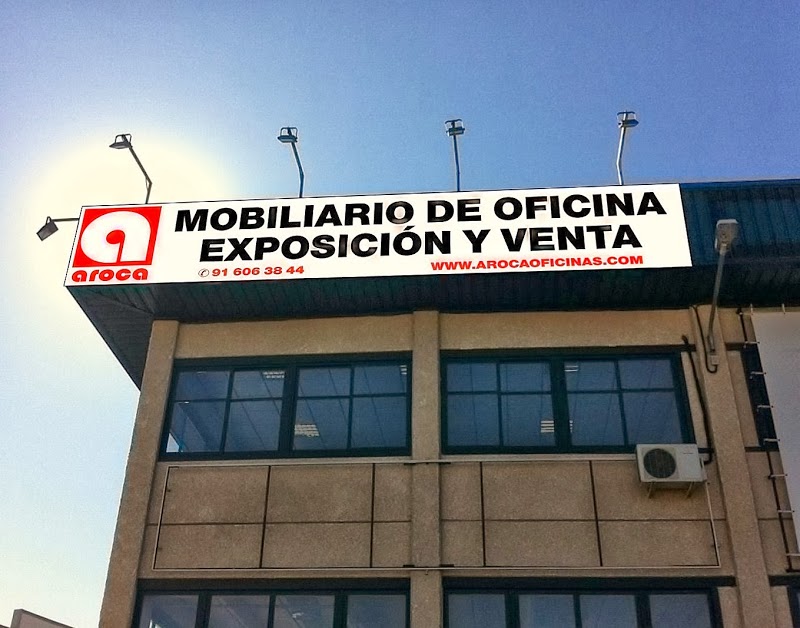 a
aroca
MOBILIARIO DE OFICINA
EXPOSICIÓN Y VENTA
✆ 91 606 38 44
WWW.AROCAOFICINAS.COM